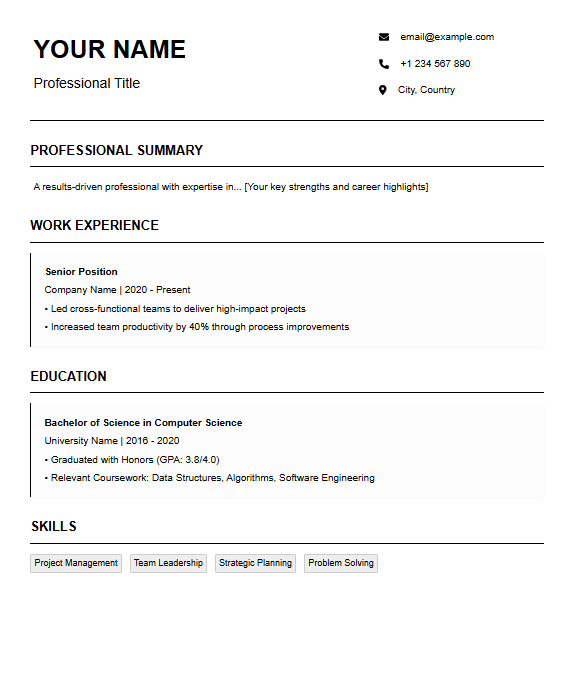 YOUR NAME
Professional Title
email@example.com
+1 234 567 890
City, Country
PROFESSIONAL SUMMARY
A results-driven professional with expertise in... [Your key strengths and career highlights]
WORK EXPERIENCE
Senior Position
Company Name | 2020 - Present
• Led cross-functional teams to deliver high-impact projects
• Increased team productivity by 40% through process improvements
EDUCATION
Bachelor of Science in Computer Science
University Name | 2016 - 2020
• Graduated with Honors (GPA: 3.8/4.0)
• Relevant Coursework: Data Structures, Algorithms, Software Engineering
SKILLS
Project Management Team Leadership Strategic Planning Problem Solving